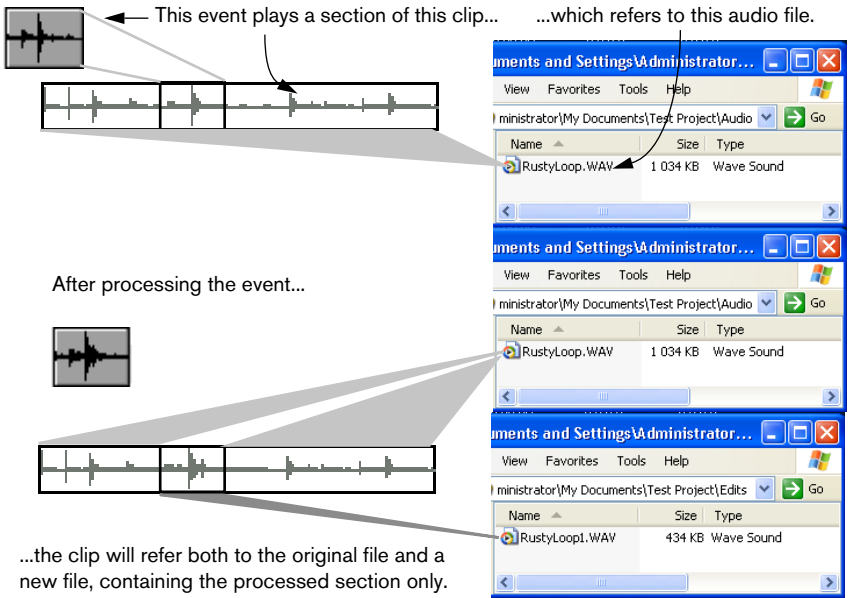 This event plays a section of this clip...
...which refers to this audio file.
uments and Settings\Administrator...
View Favorites Tools Help
ministrator\My Documents\Test Project\Audio Go
Name Size Type
RustyLoop.WAV 1 034 KB Wave Sound
uments and Settings\Administrator...
View Favorites Tools Help
ministrator\My Documents\Test Project\Audio Go
Name Size Type
RustyLoop.WAV 1 034 KB Wave Sound
After processing the event...
uments and Settings\Administrator...
View Favorites Tools Help
ministrator\My Documents\Test Project\Edits Go
Name Size Type
RustyLoop1.WAV 434 KB Wave Sound
...the clip will refer both to the original file and a
new file, containing the processed section only.